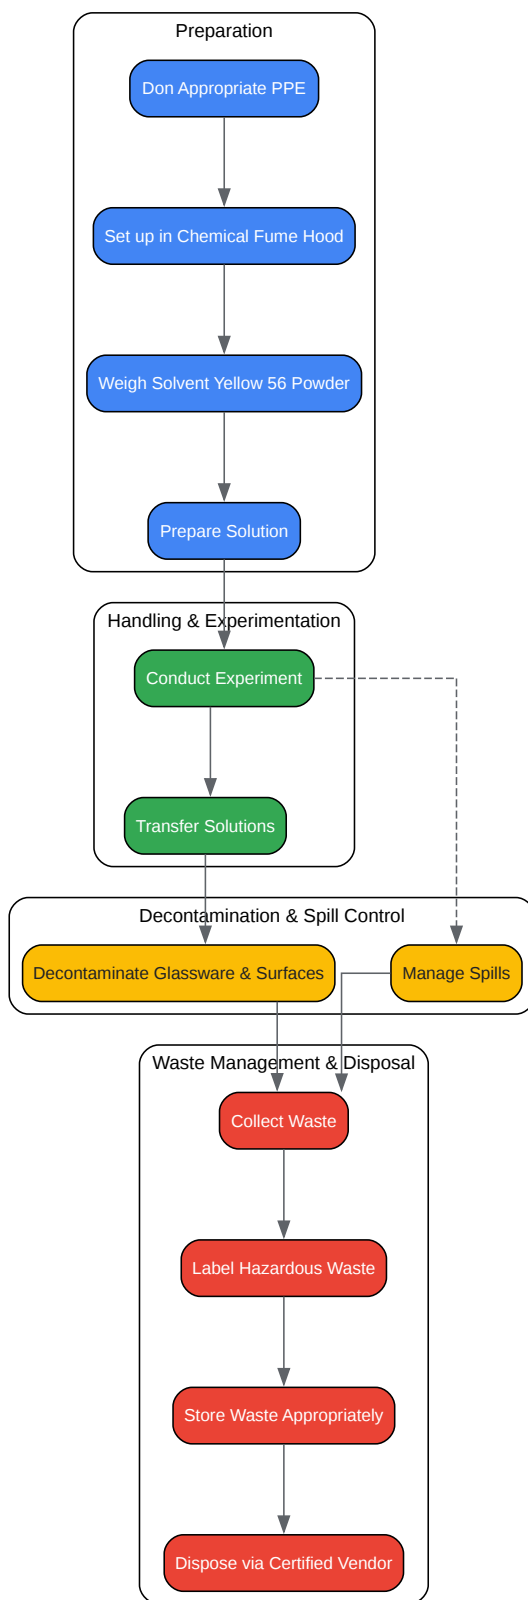 Preparation
Don Appropriate PPE
Set up in Chemical Fume Hood
Weigh Solvent Yellow 56 Powder
Prepare Solution
Handling & Experimentation
Conduct Experiment
Transfer Solutions
Decontamination & Spill Control
Decontaminate Glassware & Surfaces
Manage Spills
Waste Management & Disposal
Collect Waste
Label Hazardous Waste
Store Waste Appropriately
Dispose via Certified Vendor